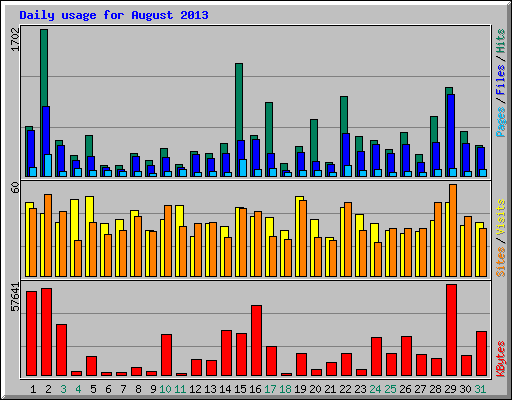 Daily usage for August 2013
1702
Pages / Files / Hits
60
Sites / Visits
57641
KBytes
1 2 3 4 5 6 7 8 9 10 11 12 13 14 15 16 17 18 19 20 21 22 23 24 25 26 27 28 29 30 31